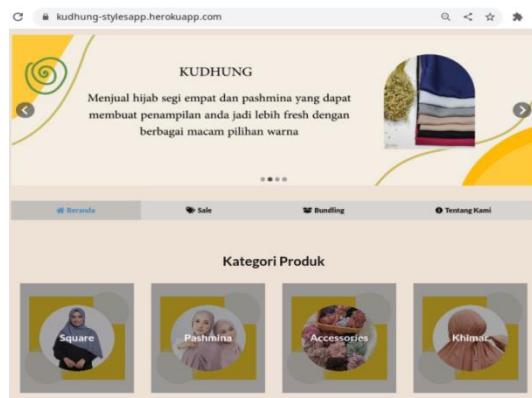 kudhung-stylesapp.herokuapp.com
KUDHUNG
Menjual hijab segi empat dan pashmina yang dapat
membuat penampilan anda jadi lebih fresh dengan
berbagai macam pilihan warna
Beranda
Sale
Bundling
Tentang Kami
Kategori Produk
Square
Pashmina
Accessories
Khimar